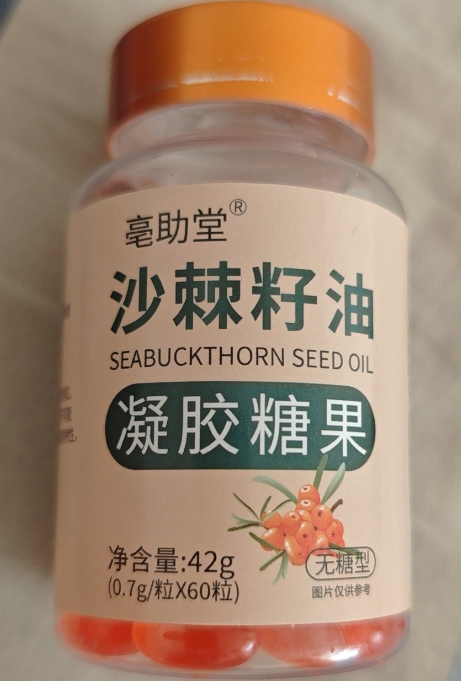 亳助堂®
沙棘籽油
SEABUCKTHORN SEED OIL
凝胶糖果
净含量:42g
(0.7g/粒X60粒)
无糖型
图片仅供参考